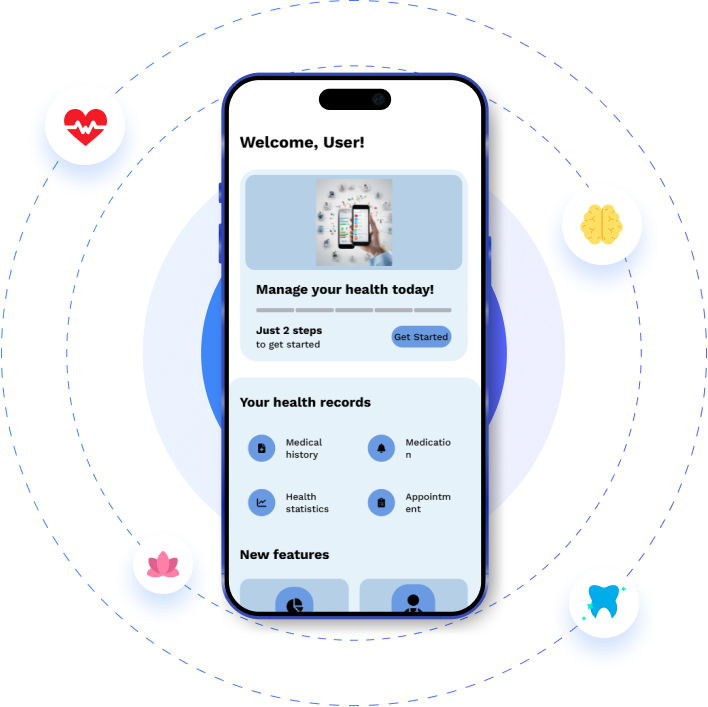 Welcome, User!
Manage your health today!
Just 2 steps
to get started
Get Started
Your health records
Medical
history
Medicatio
n
Health
statistics
Appointm
ent
New features